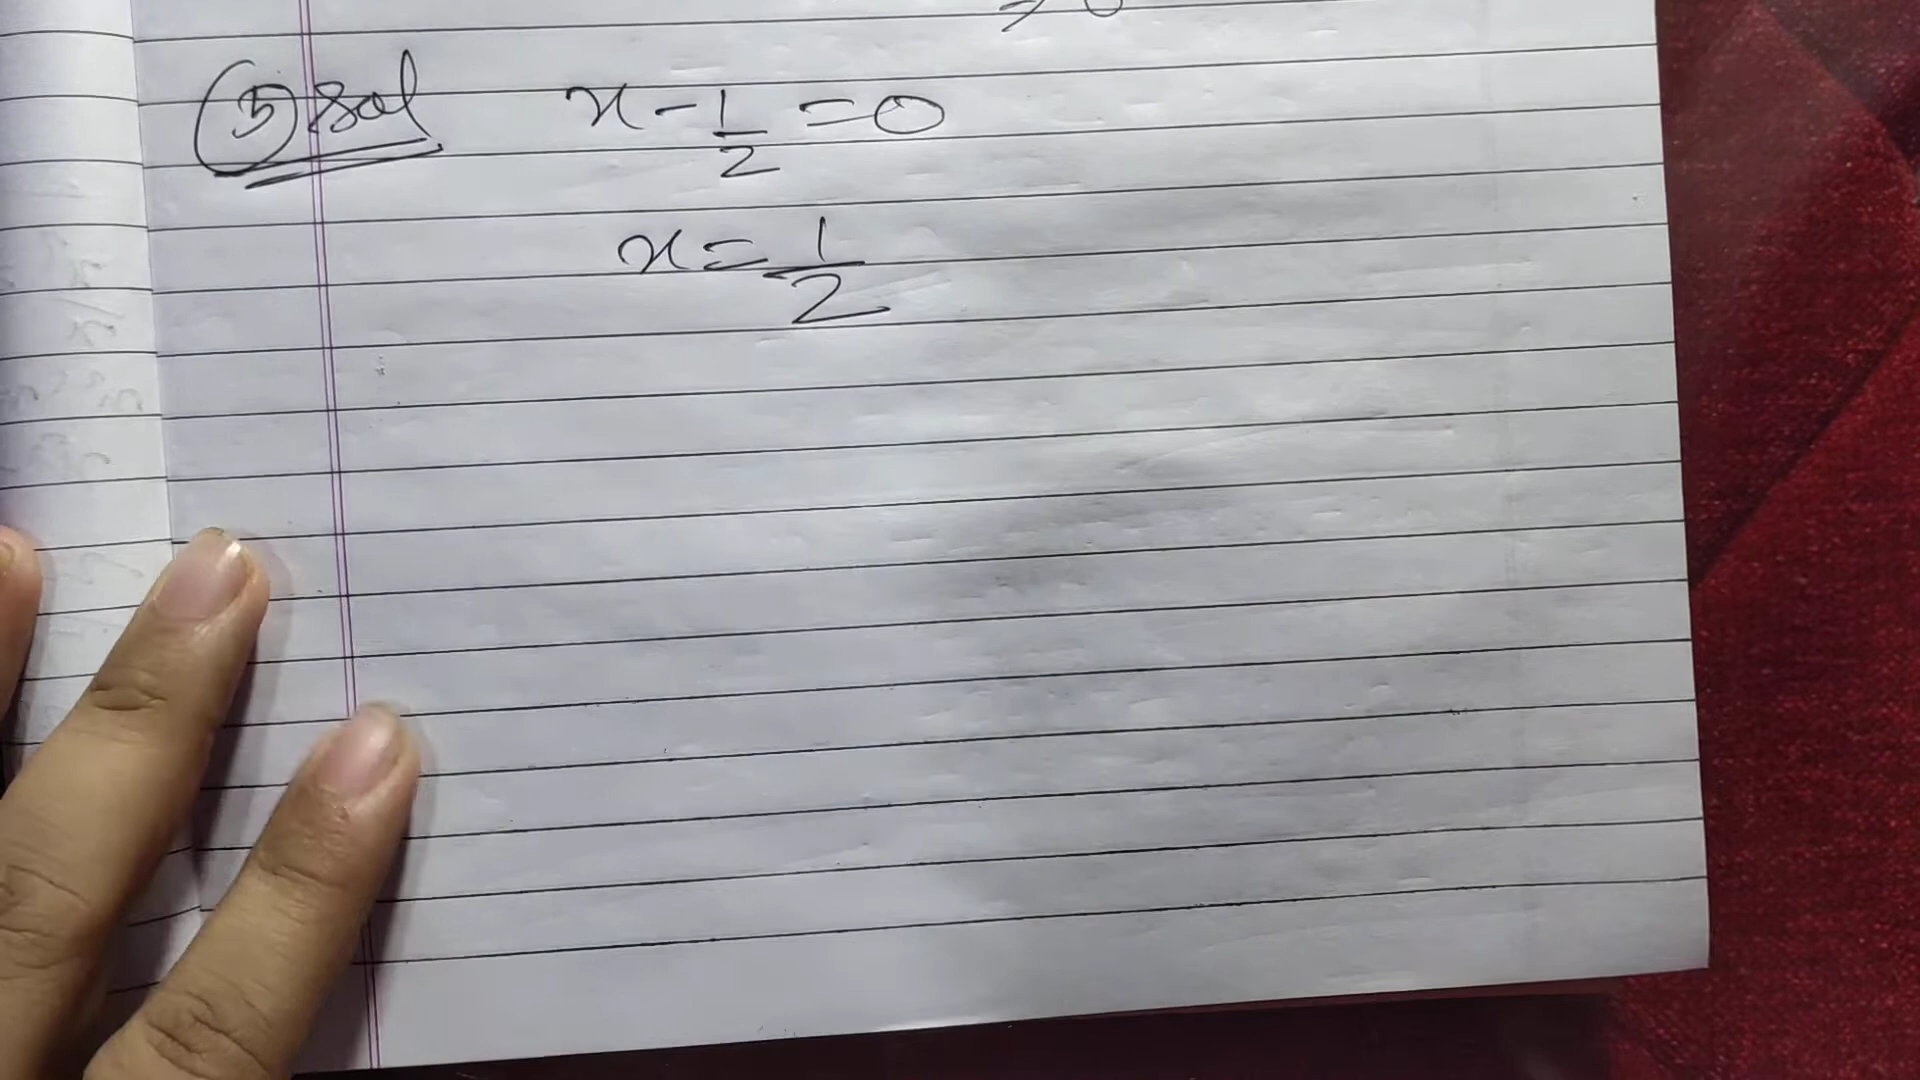 ⑤ Sol x - 1/2 = 0
x = 1/2